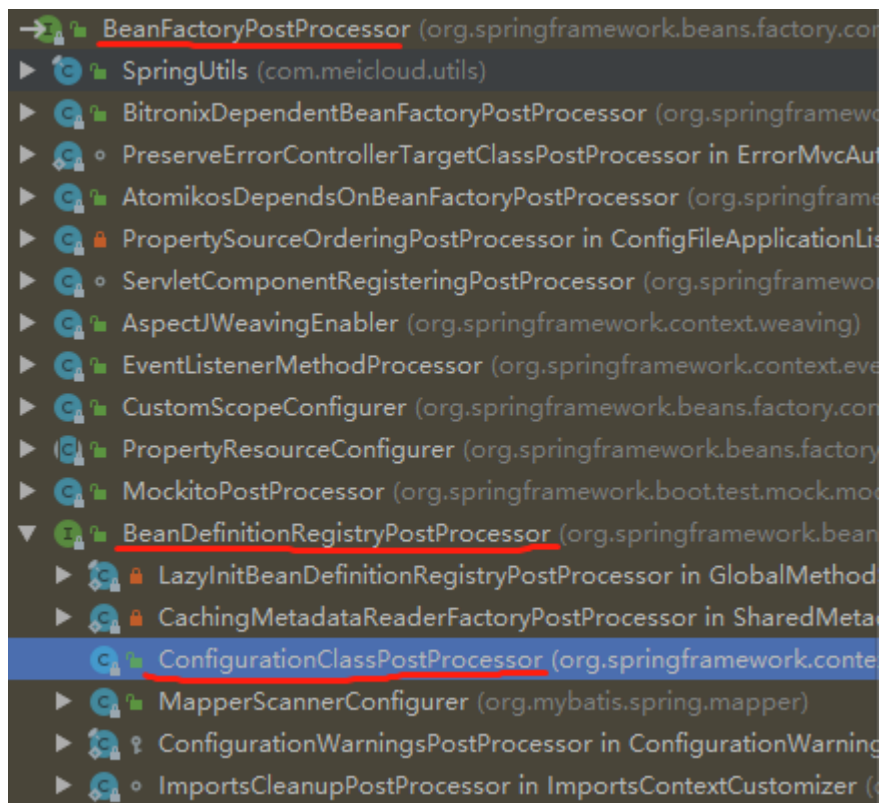 BeanFactoryPostProcessor (org.springframework.beans.factory.con
SpringUtils (com.meicloud.utils)
BitronixDependentBeanFactoryPostProcessor (org.springframewo
PreserveErrorControllerTargetClassPostProcessor in ErrorMvcAut
AtomikosDependsOnBeanFactoryPostProcessor (org.springframe
PropertySourceOrderingPostProcessor in ConfigFileApplicationLis
ServletComponentRegisteringPostProcessor (org.springframewor
AspectJWeavingEnabler (org.springframework.context.weaving)
EventListenerMethodProcessor (org.springframework.context.eve
CustomScopeConfigurer (org.springframework.beans.factory.con
PropertyResourceConfigurer (org.springframework.beans.factory
MockitoPostProcessor (org.springframework.boot.test.mock.moc
BeanDefinitionRegistryPostProcessor (org.springframework.bean
LazyInitBeanDefinitionRegistryPostProcessor in GlobalMethod
CachingMetadataReaderFactoryPostProcessor in SharedMeta
ConfigurationClassPostProcessor (org.springframework.conte
MapperScannerConfigurer (org.mybatis.spring.mapper)
ConfigurationWarningsPostProcessor in ConfigurationWarning
ImportsCleanupPostProcessor in ImportsContextCustomizer (